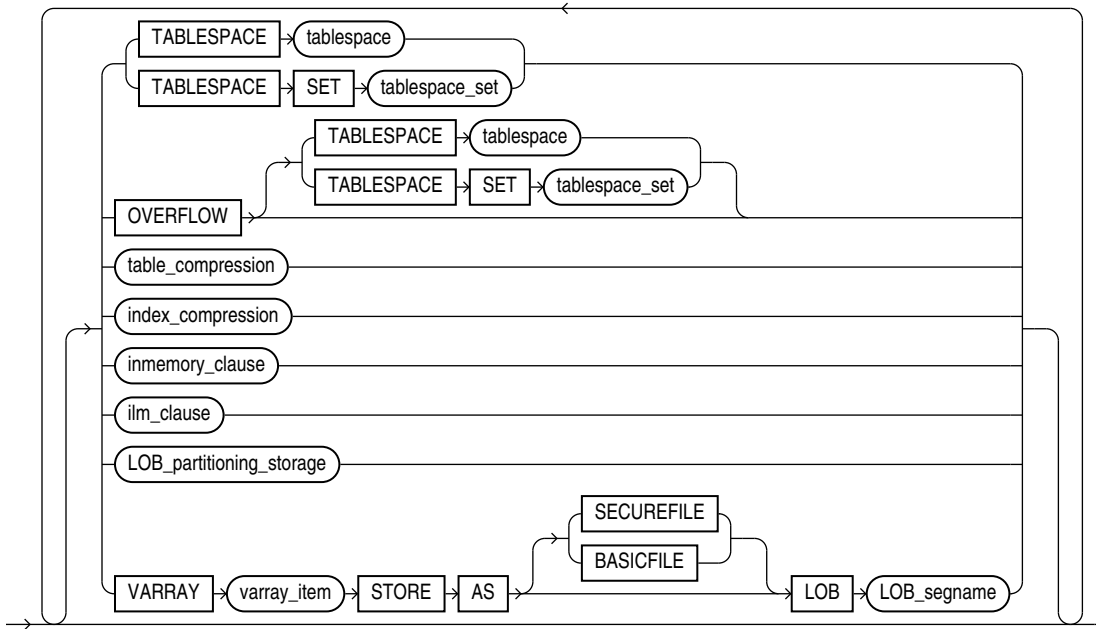 TABLESPACE tablespace
TABLESPACE SET tablespace_set
TABLESPACE tablespace
TABLESPACE SET tablespace_set
OVERFLOW
table_compression
index_compression
inmemory_clause
ilm_clause
LOB_partitioning_storage
SECUREFILE
BASICFILE
VARRAY varray_item STORE AS LOB LOB_segname